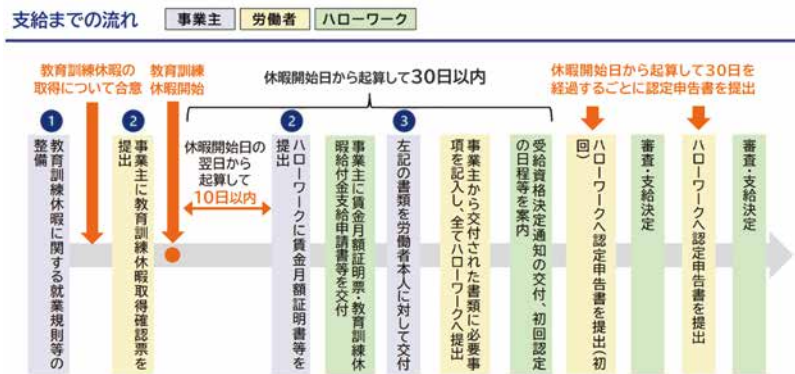 支給までの流れ
事業主
労働者
ハローワーク
教育訓練休暇の
取得について合意
教育訓練
休暇開始
休暇開始日から起算して30日以内
休暇開始日から起算して30日を
経過するごとに認定申告書を提出
1
教育訓練休暇に関する就業規則等の
整備
2
事業主に教育訓練休暇取得確認票を
提出
休暇開始日の
翌日から
起算して
10日以内
2
ハローワークに賃金月額証明書等を
提出
事業主に賃金月額証明票・教育訓練休
暇給付金支給申請書等を交付
3
左記の書類を労働者本人に対して交付
事業主から交付された書類に必要事
項を記入し、全てハローワークへ提出
受給資格決定通知の交付、初回認定
の日程等を案内
ハローワークへ認定申告書を提出（初
回）
審査・支給決定
ハローワークへ認定申告書を提出
審査・支給決定